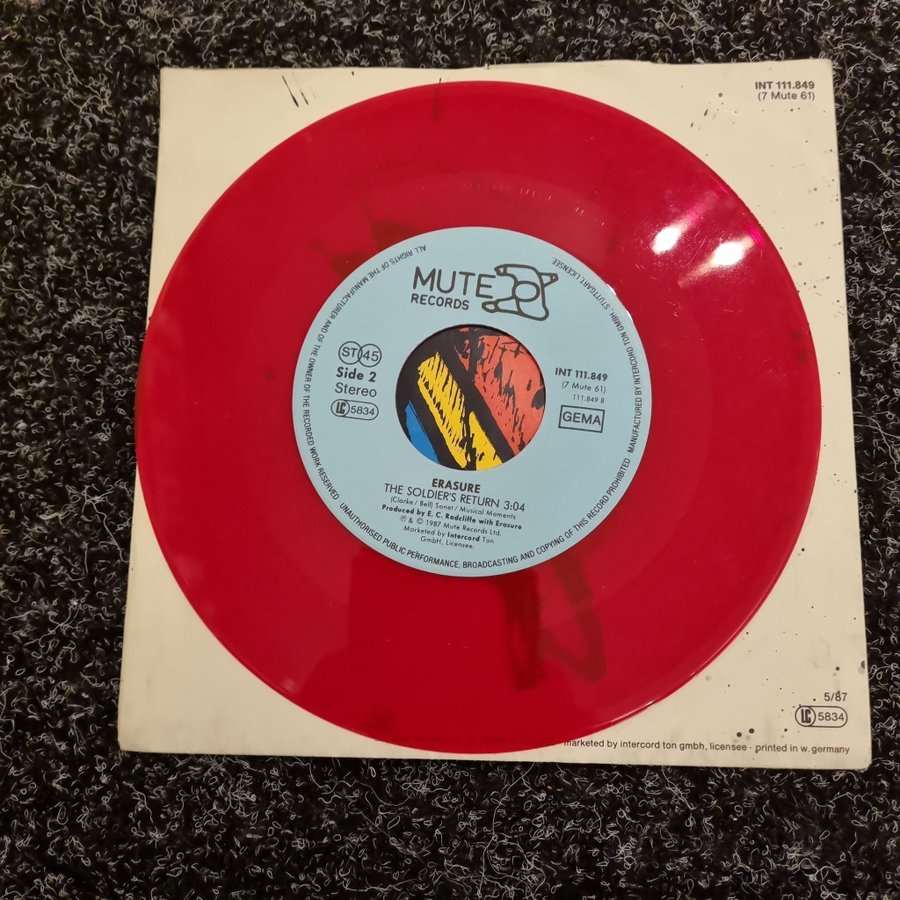 INT 111.849
(7 Mute 61)
MUTE
RECORDS
ST 45
Side 2
Stereo
LC 5834
INT 111.849
(7 Mute 61)
111.849 B
GEMA
ERASURE
THE SOLDIER'S RETURN 3:04
(Clarke/Bell) Sonet/Musical Moments
Produced by E. C. Radcliffe with Erasure
℗ & © 1987 Mute Records Ltd.
Marketed by Intercord Ton
GmbH, Licensee.
ALL RIGHTS OF THE MANUFACTURER AND OF THE OWNER OF THE RECORDED WORK RESERVED. UNAUTHORISED PUBLIC PERFORMANCE, BROADCASTING AND COPYING OF THIS RECORD PROHIBITED MANUFACTURED BY INTERCORD TON GMBH, STUTTGART, LICENSEE
5/87
LC 5834
marketed by intercord ton gmbh, licensee · printed in w. germany